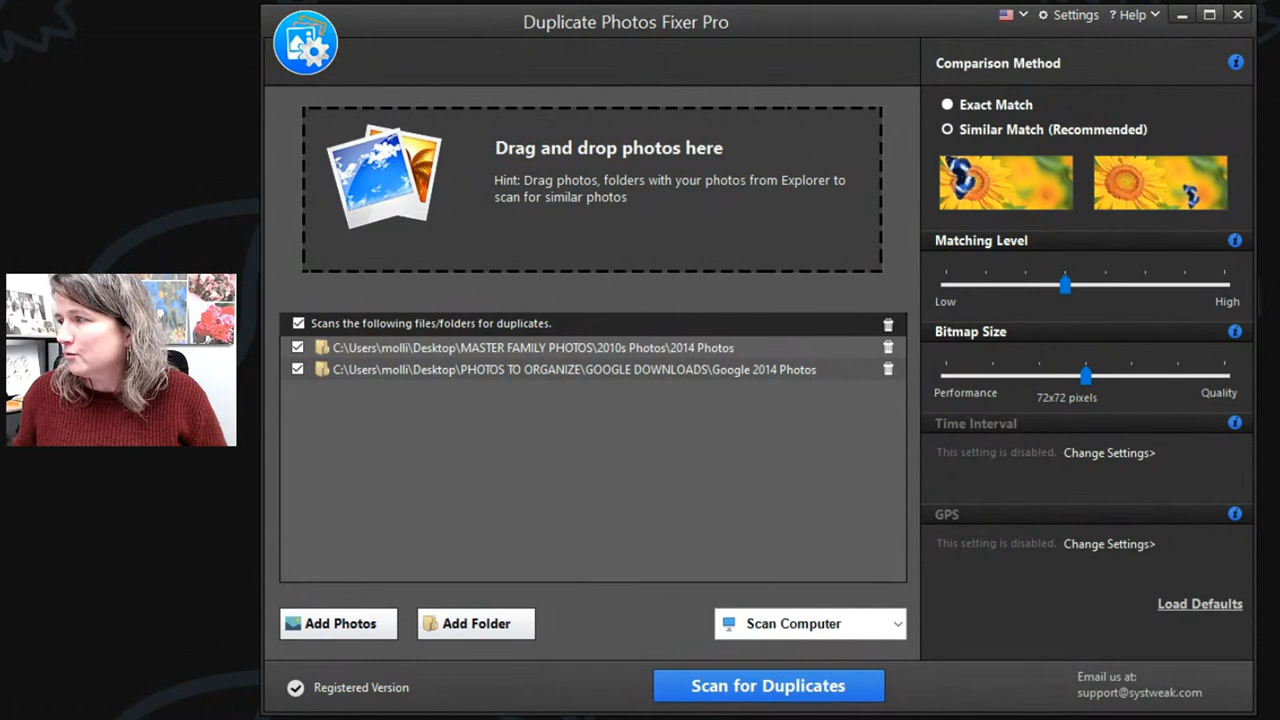 Duplicate Photos Fixer Pro
Settings
? Help
Drag and drop photos here
Hint: Drag photos, folders with your photos from Explorer to
scan for similar photos
Scans the following files/folders for duplicates.
C:\Users\molli\Desktop\MASTER FAMILY PHOTOS\2010s Photos\2014 Photos
C:\Users\molli\Desktop\PHOTOS TO ORGANIZE\GOOGLE DOWNLOADS\Google 2014 Photos
Add Photos
Add Folder
Scan Computer
Comparison Method
Exact Match
Similar Match (Recommended)
Matching Level
Low
High
Bitmap Size
Performance
72x72 pixels
Quality
Time Interval
This setting is disabled. Change Settings>
GPS
This setting is disabled. Change Settings>
Load Defaults
Registered Version
Scan for Duplicates
Email us at:
support@systweak.com